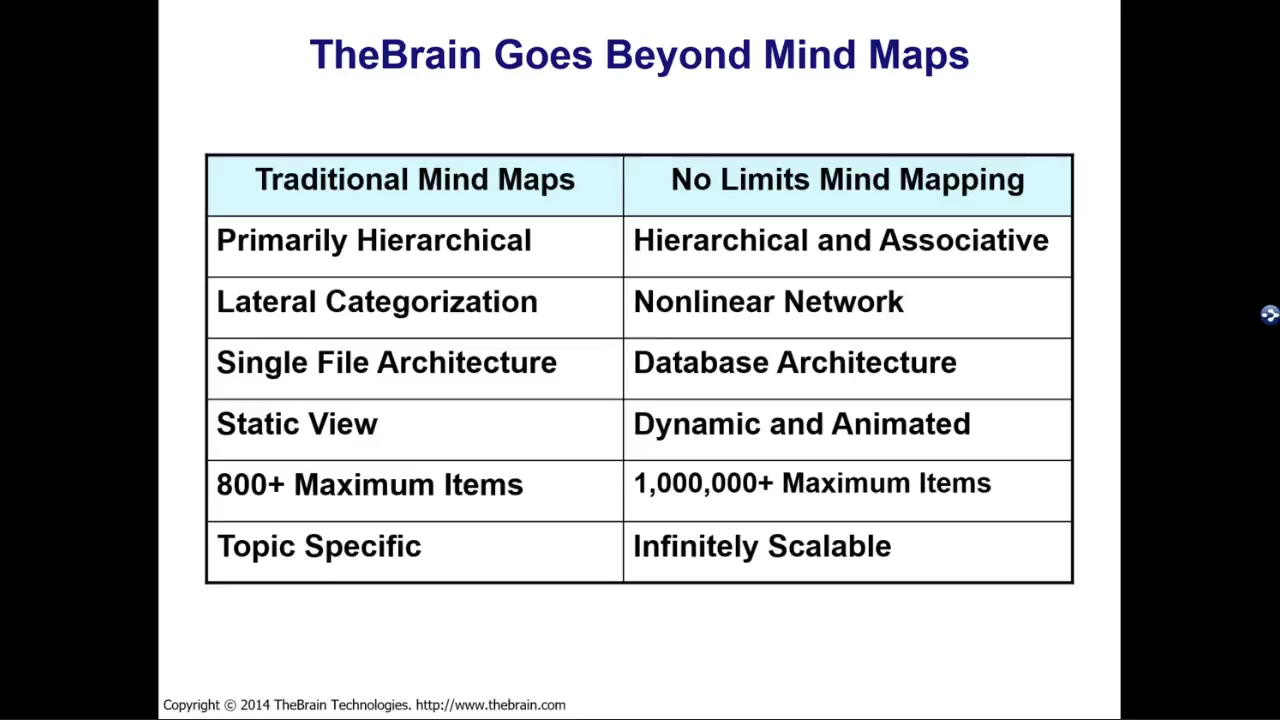 TheBrain Goes Beyond Mind Maps
Traditional Mind Maps
No Limits Mind Mapping
Primarily Hierarchical
Hierarchical and Associative
Lateral Categorization
Nonlinear Network
Single File Architecture
Database Architecture
Static View
Dynamic and Animated
800+ Maximum Items
1,000,000+ Maximum Items
Topic Specific
Infinitely Scalable
Copyright © 2014 TheBrain Technologies. http://www.thebrain.com